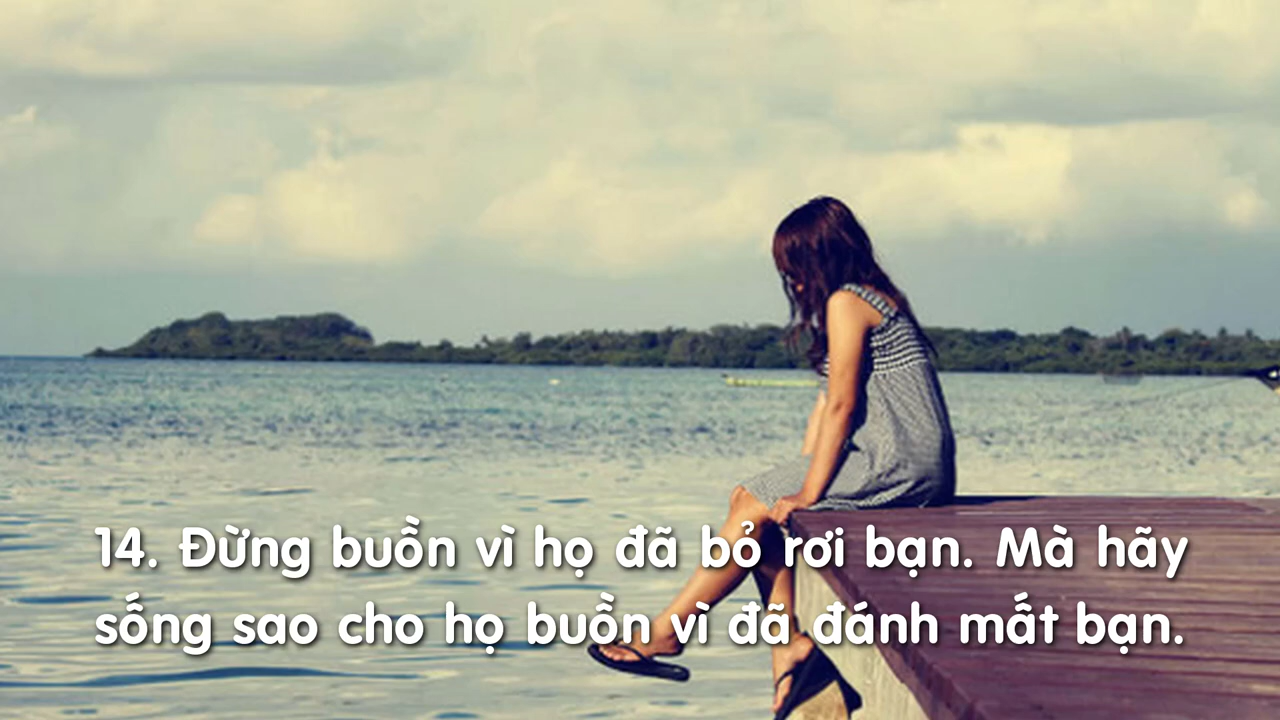 14. Đừng buồn vì họ đã bỏ rơi bạn. Mà hãy
sống sao cho họ buồn vì đã đánh mất bạn.